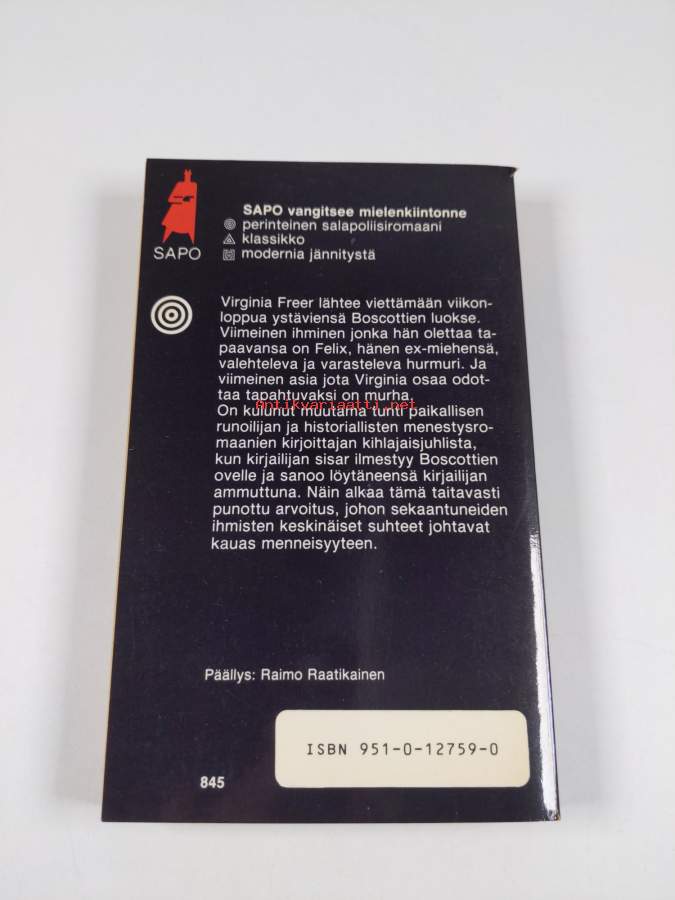 SAPO
SAPO vangitsee mielenkiintonne
perinteinen salapoliisiromaani
klassikko
modernia jännitystä
Virginia Freer lähtee viettämään viikon-
loppua ystäviensä Boscottien luokse.
Viimeinen ihminen jonka hän olettaa ta-
paavansa on Felix, hänen ex-miehensä,
valehteleva ja varasteleva hurmuri. Ja
viimeinen asia jota Virginia osaa odot-
taa tapahtuvaksi on murha.
Antikvariaatti.net
On kulunut muutama tunti paikallisen
runoilijan ja historiallisten menestysro-
maanien kirjoittajan kihlajaisjuhlista,
kun kirjailijan sisar ilmestyy Boscottien
ovelle ja sanoo löytäneensä kirjailijan
ammuttuna. Näin alkaa tämä taitavasti
punottu arvoitus, johon sekaantuneiden
ihmisten keskinäiset suhteet johtavat
kauas menneisyyteen.
Päällys: Raimo Raatikainen
ISBN 951-0-12759-0
845